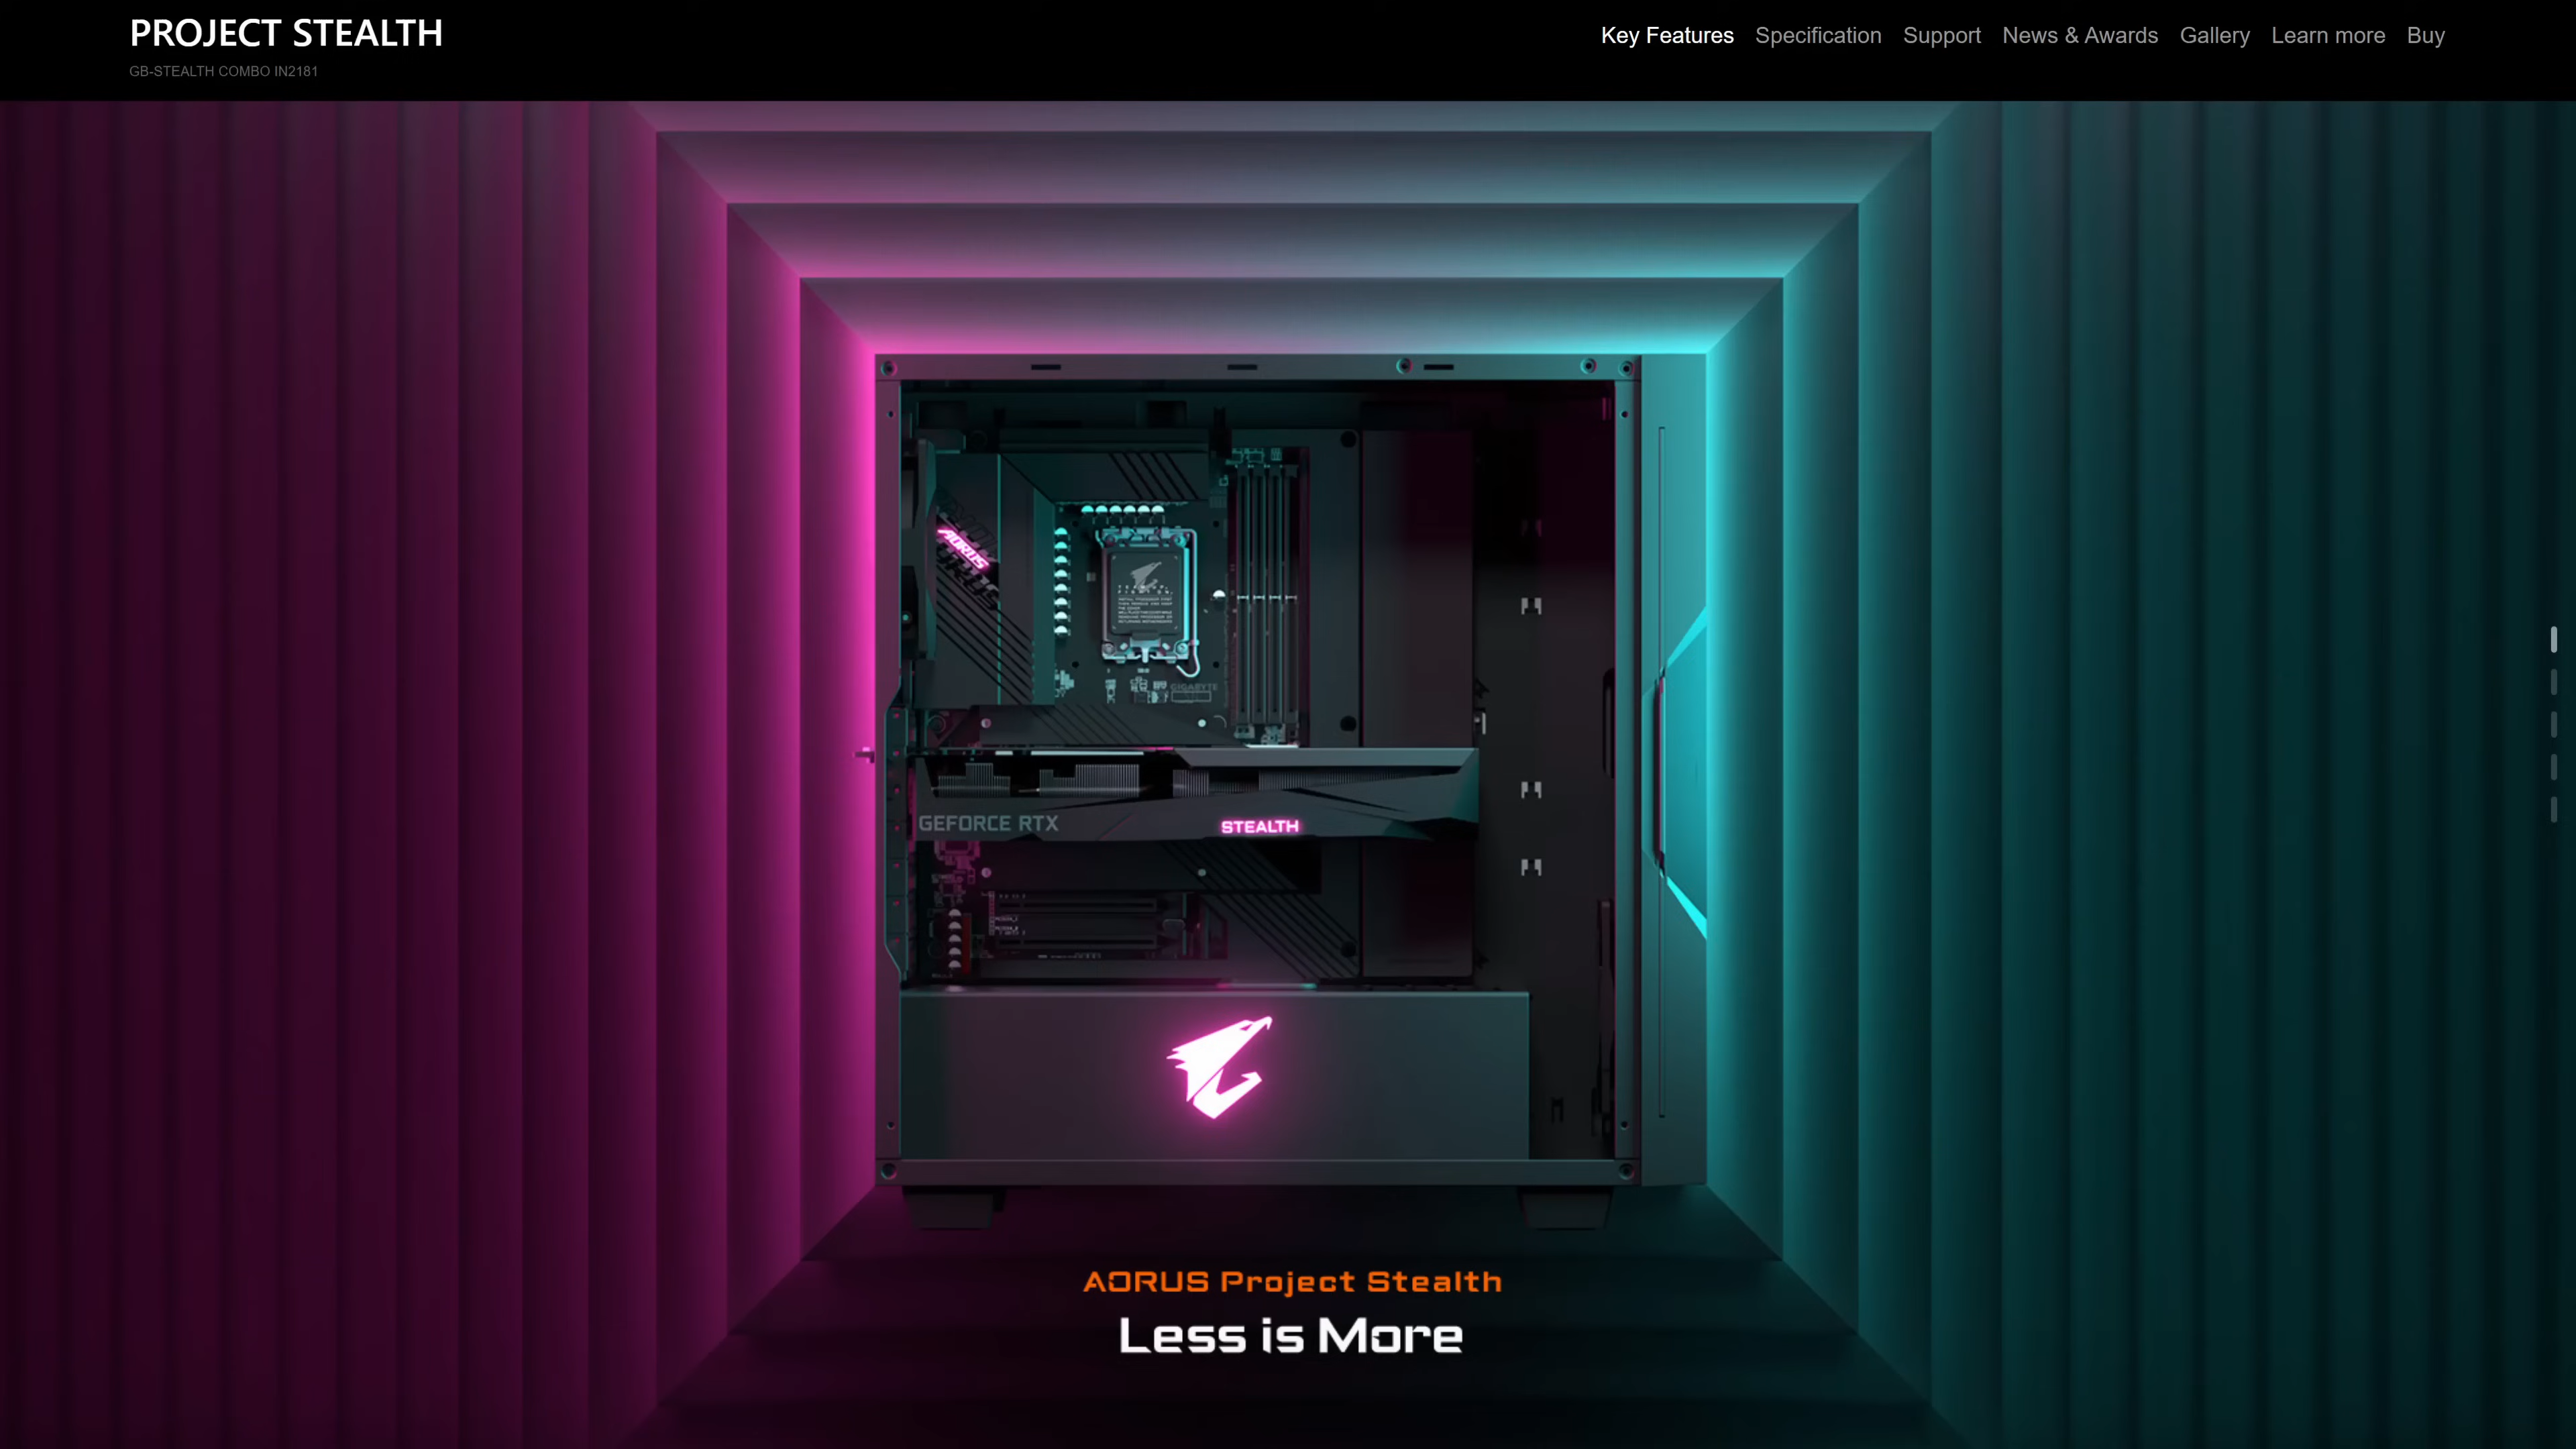 PROJECT STEALTH
GB-STEALTH COMBO IN2181
Key Features Specification Support News & Awards Gallery Learn more Buy
AORUS
GIGABYTE
GEFORCE RTX
STEALTH
AORUS Project Stealth
Less is More